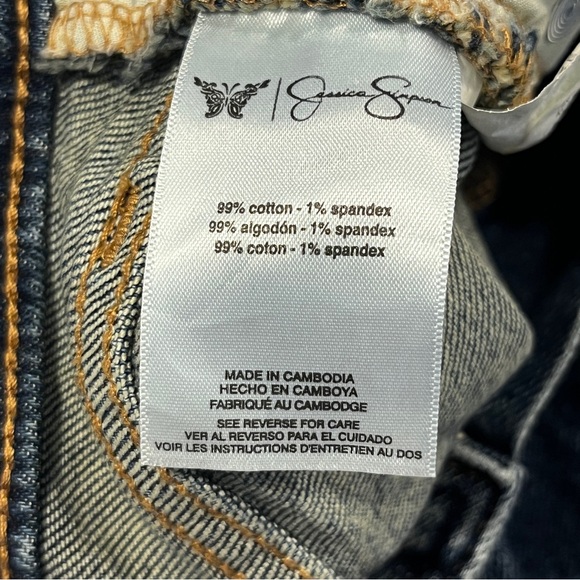 Jessica Simpson
99% cotton - 1% spandex
99% algodón - 1% spandex
99% coton - 1% spandex
MADE IN CAMBODIA
HECHO EN CAMBOYA
FABRIQUÉ AU CAMBODGE
SEE REVERSE FOR CARE
VER AL REVERSO PARA EL CUIDADO
VOIR LES INSTRUCTIONS D'ENTRETIEN AU DOS